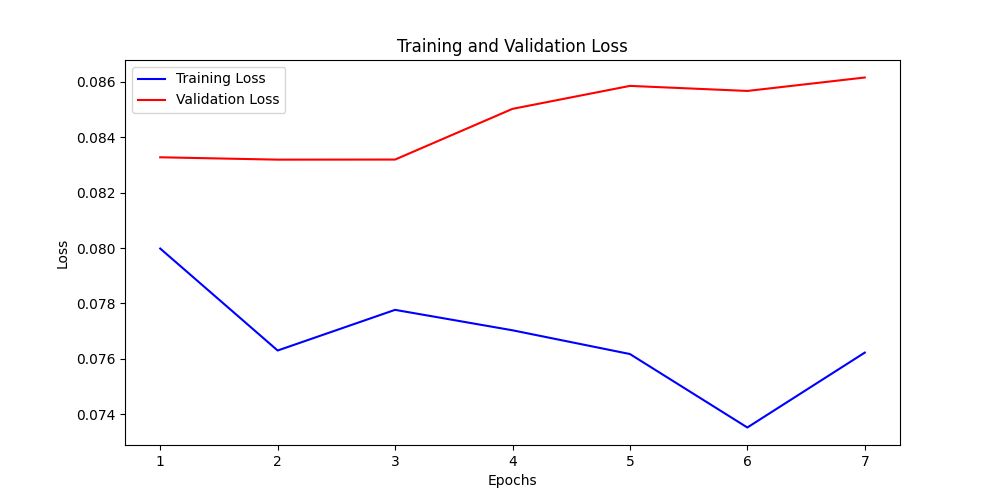 Training and Validation Loss
Training Loss
Validation Loss
0.086
0.084
0.082
0.080
0.078
0.076
0.074
Loss
1 2 3 4 5 6 7
Epochs